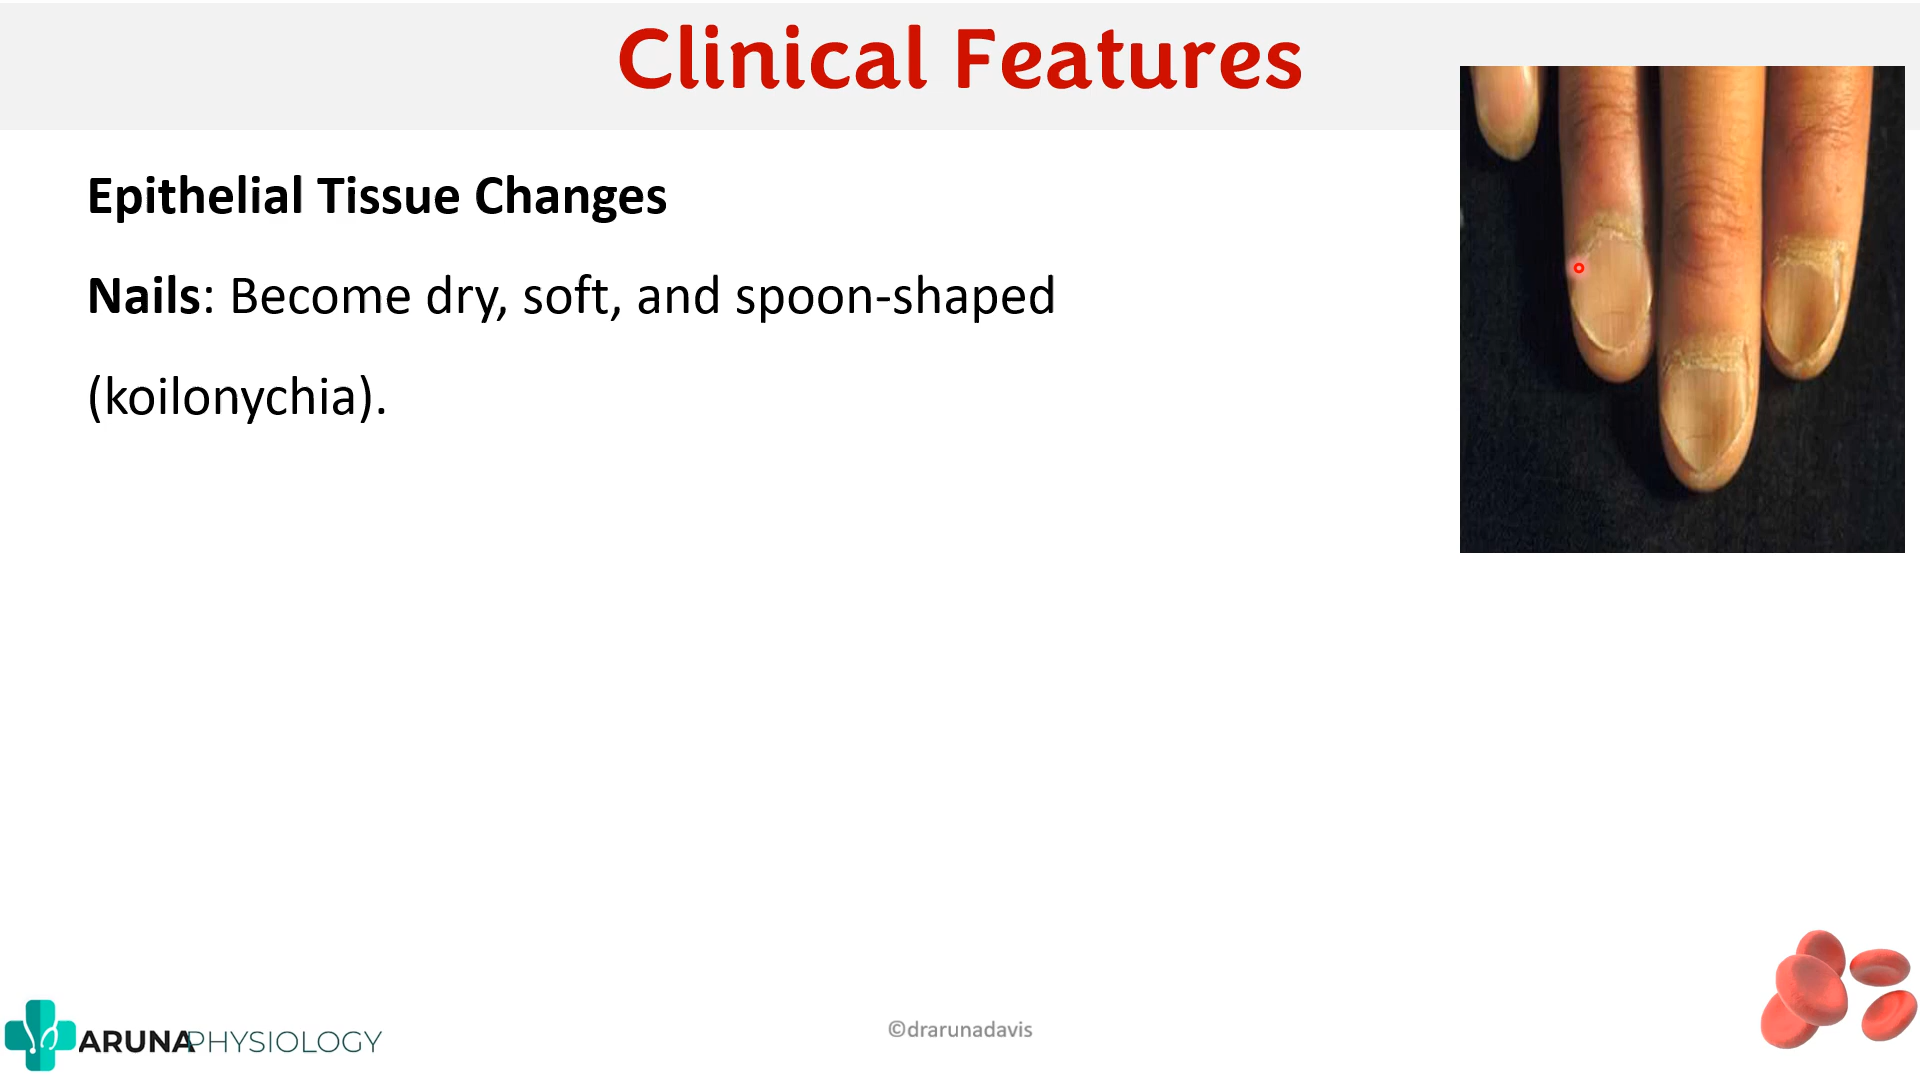 Clinical Features
Epithelial Tissue Changes
Nails: Become dry, soft, and spoon-shaped
(koilonychia).
ARUNAPHYSIOLOGY
©drarunadavis